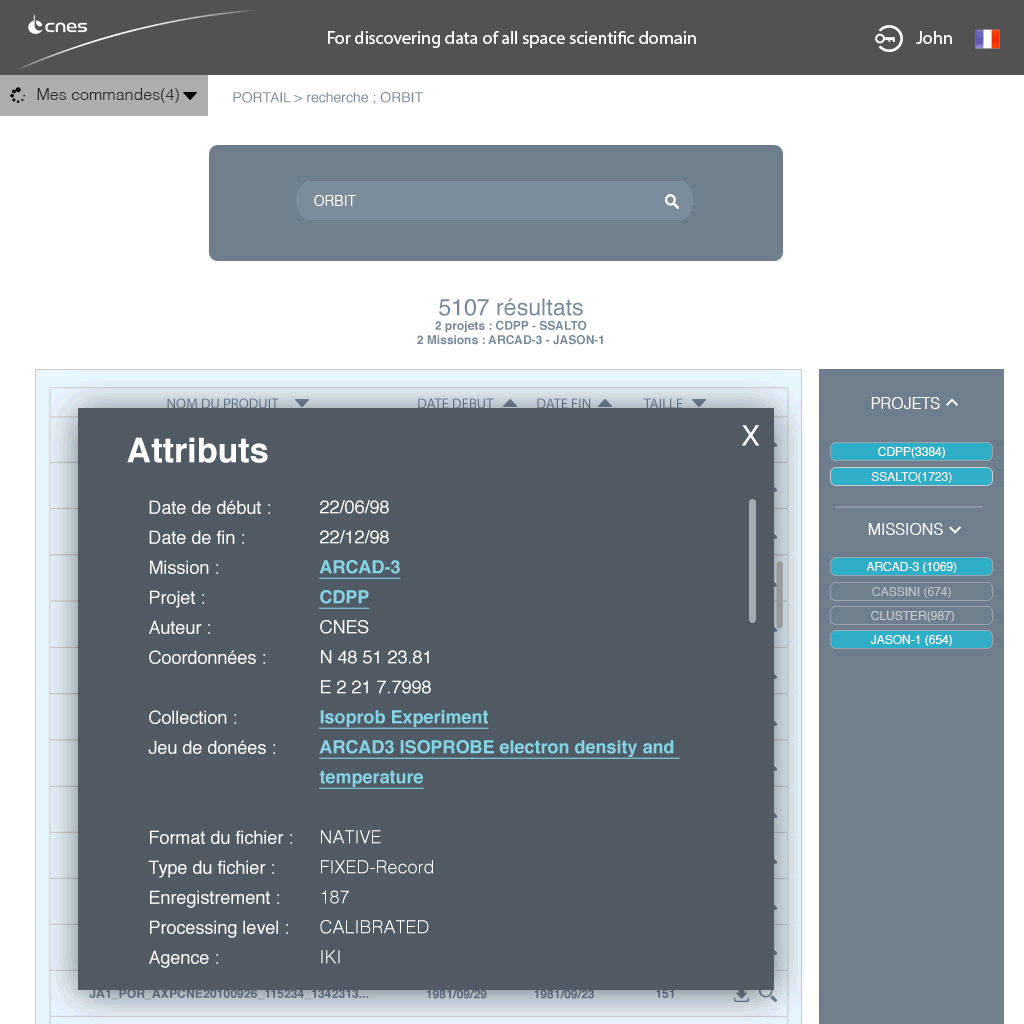 cnes
For discovering data of all space scientific domain
John
Mes commandes(4)
PORTAIL > recherche ; ORBIT
ORBIT
5107 résultats
2 projets : CDPP - SSALTO
2 Missions : ARCAD-3 - JASON-1
NOM DU PRODUIT DATE DEBUT DATE FIN TAILLE
Attributs
X
Date de début : 22/06/98
Date de fin : 22/12/98
Mission : ARCAD-3
Projet : CDPP
Auteur : CNES
Coordonnées : N 48 51 23.81
E 2 21 7.7998
Collection : Isoprob Experiment
Jeu de donées : ARCAD3 ISOPROBE electron density and
temperature
Format du fichier : NATIVE
Type du fichier : FIXED-Record
Enregistrement : 187
Processing level : CALIBRATED
Agence : IKI
JA1_POR_AXPCNE20100926_115234_1342313... 1981/09/29 1981/09/23 151
PROJETS
CDPP(3384)
SSALTO(1723)
MISSIONS
ARCAD-3 (1069)
CASSINI (674)
CLUSTER(987)
JASON-1 (654)